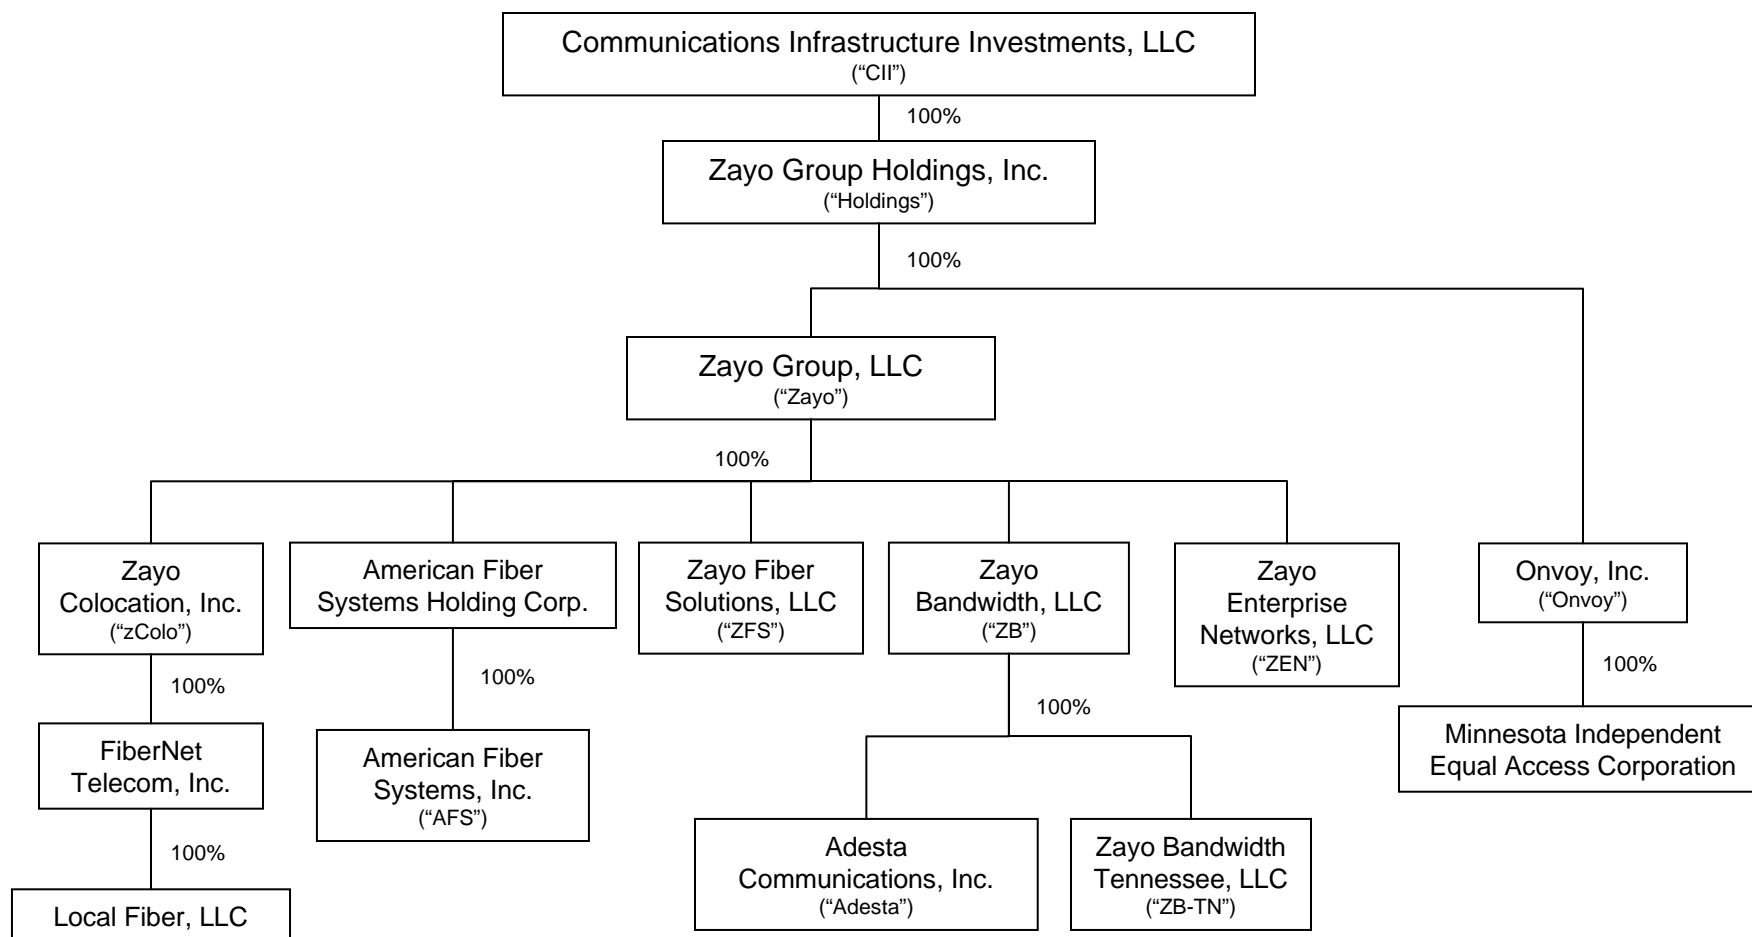 Communications Infrastructure Investments, LLC
(“CII”)
100%
Zayo Group Holdings, Inc.
(“Holdings”)
100%
Zayo Group, LLC
(“Zayo”)
100%
Zayo
Colocation, Inc.
(“zColo”)
American Fiber
Systems Holding Corp.
Zayo Fiber
Solutions, LLC
(“ZFS”)
Zayo
Bandwidth, LLC
(“ZB”)
Zayo
Enterprise
Networks, LLC
(“ZEN”)
Onvoy, Inc.
(“Onvoy”)
100%
100%
100%
100%
FiberNet
Telecom, Inc.
American Fiber
Systems, Inc.
(“AFS”)
Minnesota Independent
Equal Access Corporation
100%
Adesta
Communications, Inc.
(“Adesta”)
Zayo Bandwidth
Tennessee, LLC
(“ZB-TN”)
Local Fiber, LLC